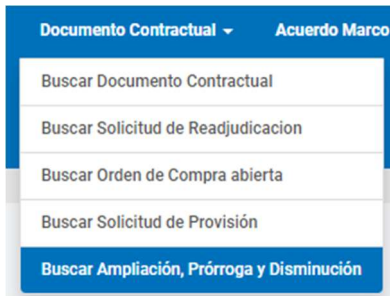 Documento Contractual Acuerdo Marco
Buscar Documento Contractual
Buscar Solicitud de Readjudicacion
Buscar Orden de Compra abierta
Buscar Solicitud de Provisión
Buscar Ampliación, Prórroga y Disminución